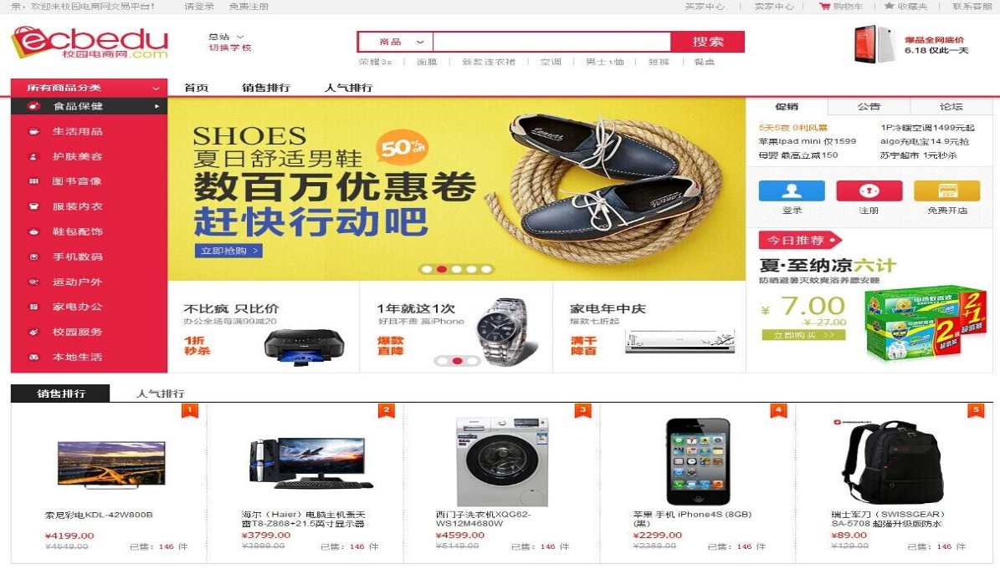 亲，欢迎来校园电商网交易平台！ 请登录 免费注册 买家中心 卖家中心 购物车 收藏夹 联系客服
ecbedu
校园电商网.com
总站
切换学校
商品 搜索
荣耀3x 面膜 新款连衣裙 空调 男士t恤 短裤 餐桌
爆品全网底价
6.18 仅此一天
所有商品分类 首页 销售排行 人气排行
食品保健
生活用品
护肤美容
图书音像
服装内衣
鞋包配饰
手机数码
运动户外
家电办公
校园服务
本地生活
SHOES
50% off
夏日舒适男鞋
数百万优惠卷
赶快行动吧
立即抢购 >
促销 公告 论坛
5天5夜 0利风暴 1P冷暖空调1499元起
苹果Ipad mini 仅1599 aigo充电宝14.9元抢
母婴 最高立减150 苏宁超市 1元秒杀
登录 注册 免费开店
今日推荐
夏·至纳凉六计
防晒避暑灭蚊爽浴养颜安睡
¥ 7.00
¥ 27.00
立即购买 >>
电热蚊香液
2+1
超值装
不比疯 只比价
办公全场每满99减20
1折
秒杀
1年就这1次
好自不贵 赢iPhone
爆款
直降
家电年中庆
爆款七折起
满千
降百
销售排行 人气排行
1 2 3 4 5
索尼彩电KDL-42W800B
¥4199.00
¥4649.00 已售：146 件
海尔（Haier）电脑主机轰天
雷T8-Z868+21.5英寸显示器
¥3799.00
¥3999.00 已售：146 件
西门子洗衣机XQG62-
WS12M4680W
¥4599.00
¥5149.00 已售：146 件
苹果 手机 iPhone4S (8GB)
(黑)
¥2299.00
¥2368.00 已售：146 件
瑞士军刀（SWISSGEAR）
SA-5708 超强升级版防水
¥89.00
¥129.00 已售：146 件